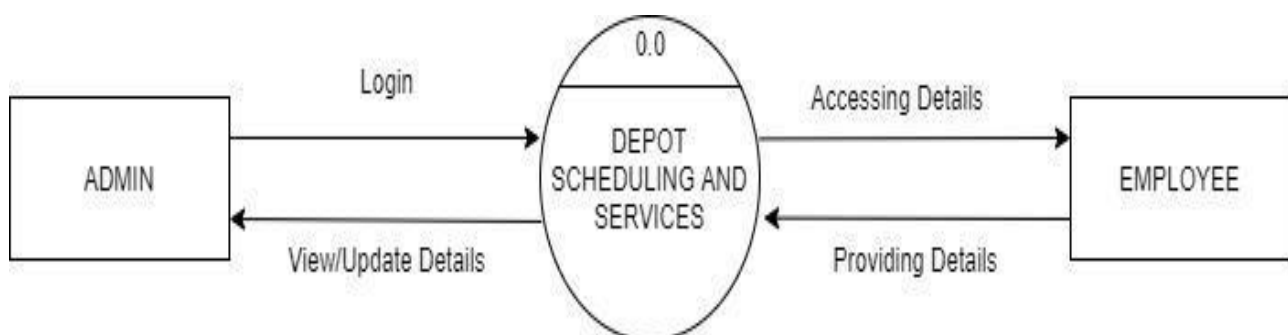 0.0
Login
Accessing Details
ADMIN
DEPOT
SCHEDULING AND
SERVICES
EMPLOYEE
View/Update Details
Providing Details